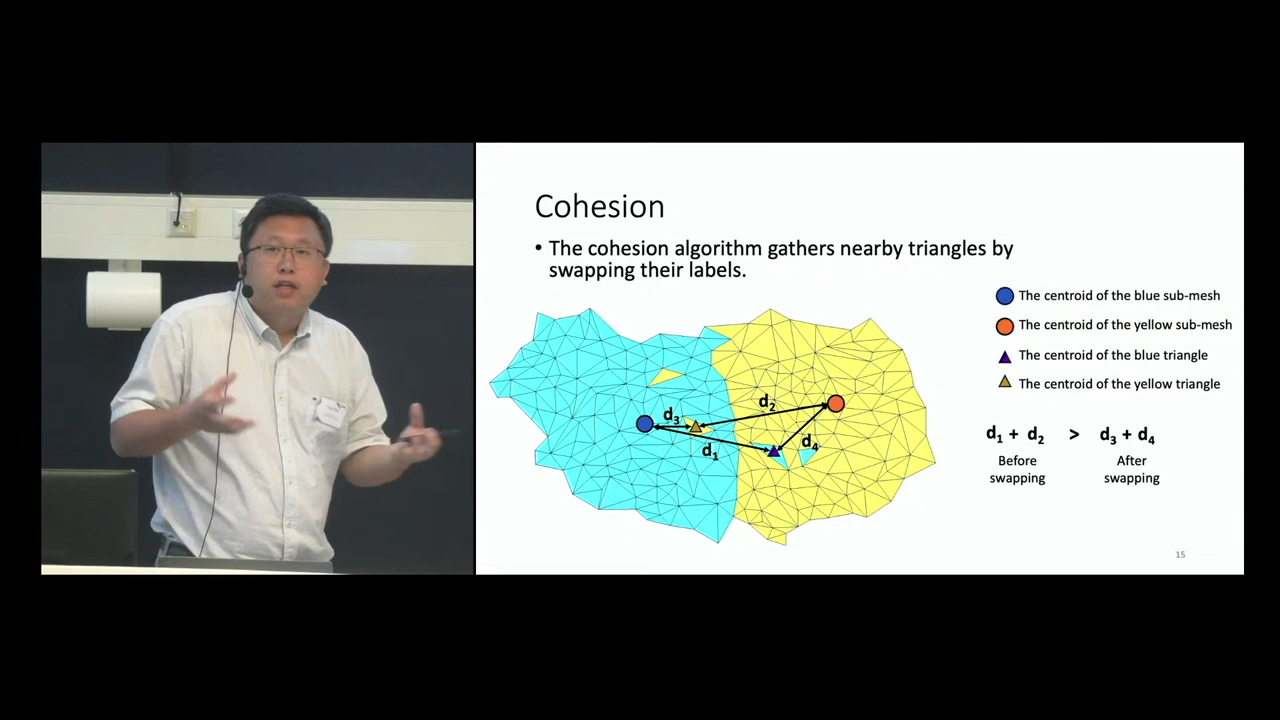 Cohesion
• The cohesion algorithm gathers nearby triangles by
swapping their labels.
The centroid of the blue sub-mesh
The centroid of the yellow sub-mesh
The centroid of the blue triangle
The centroid of the yellow triangle
d2
d3
d1
d4
d1 + d2 > d3 + d4
Before After
swapping swapping
15